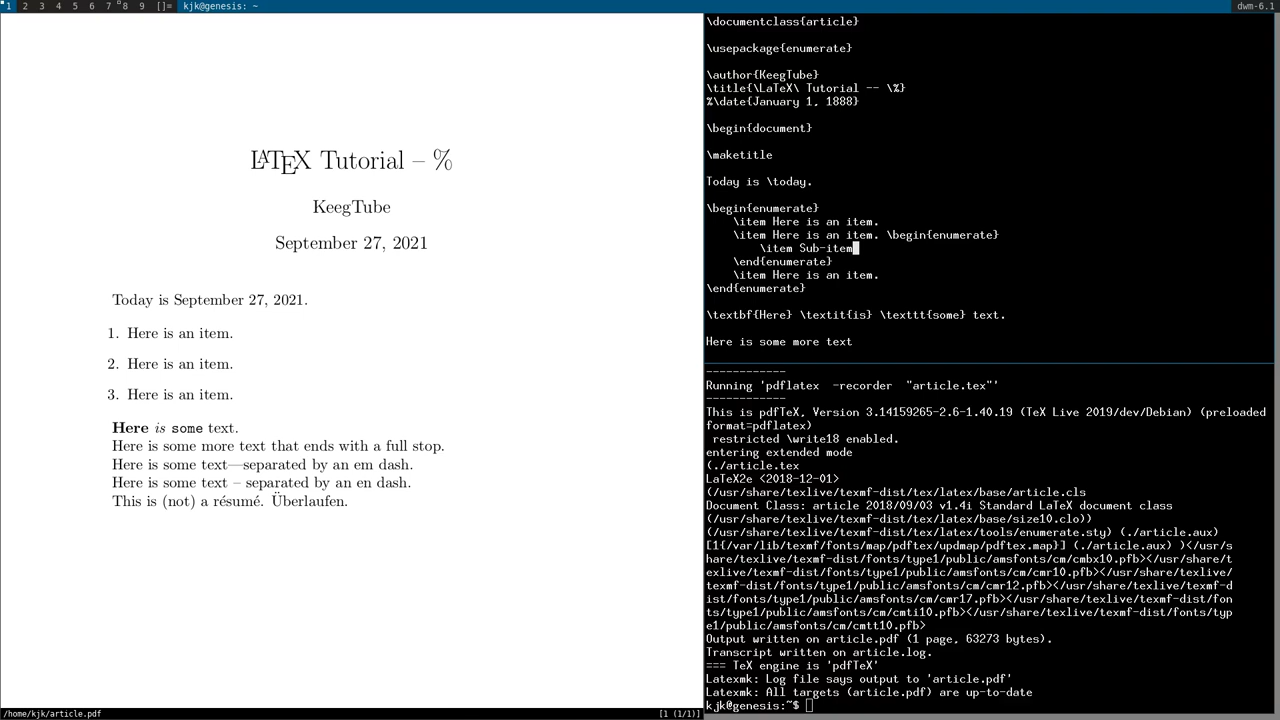 1 2 3 4 5 6 7 8 9 []= kjk@genesis: ~ dwm-6.1
LATEX Tutorial – %
KeegTube
September 27, 2021
Today is September 27, 2021.
1. Here is an item.
2. Here is an item.
3. Here is an item.
Here is some text.
Here is some more text that ends with a full stop.
Here is some text—separated by an em dash.
Here is some text – separated by an en dash.
This is (not) a résumé. Überlaufen.
/home/kjk/article.pdf [1 (1/1)]
\documentclass{article}
\usepackage{enumerate}
\author{KeegTube}
\title{\LaTeX\ Tutorial -- \%}
%\date{January 1, 1888}
\begin{document}
\maketitle
Today is \today.
\begin{enumerate}
\item Here is an item.
\item Here is an item. \begin{enumerate}
\item Sub-item
\end{enumerate}
\item Here is an item.
\end{enumerate}
\textbf{Here} \textit{is} \texttt{some} text.
Here is some more text
------------
Running 'pdflatex  -recorder  "article.tex"'
------------
This is pdfTeX, Version 3.14159265-2.6-1.40.19 (TeX Live 2019/dev/Debian) (preloaded
format=pdflatex)
restricted \write18 enabled.
entering extended mode
(./article.tex
LaTeX2e <2018-12-01>
(/usr/share/texlive/texmf-dist/tex/latex/base/article.cls
Document Class: article 2018/09/03 v1.4i Standard LaTeX document class
(/usr/share/texlive/texmf-dist/tex/latex/base/size10.clo))
(/usr/share/texlive/texmf-dist/tex/latex/tools/enumerate.sty) (./article.aux)
[1{/var/lib/texmf/fonts/map/pdftex/updmap/pdftex.map}] (./article.aux) )</usr/s
hare/texlive/texmf-dist/fonts/type1/public/amsfonts/cm/cmbx10.pfb></usr/share/t
exlive/texmf-dist/fonts/type1/public/amsfonts/cm/cmr10.pfb></usr/share/texlive/
texmf-dist/fonts/type1/public/amsfonts/cm/cmr12.pfb></usr/share/texlive/texmf-d
ist/fonts/type1/public/amsfonts/cm/cmr17.pfb></usr/share/texlive/texmf-dist/fon
ts/type1/public/amsfonts/cm/cmti10.pfb></usr/share/texlive/texmf-dist/fonts/typ
e1/public/amsfonts/cm/cmtt10.pfb>
Output written on article.pdf (1 page, 63273 bytes).
Transcript written on article.log.
=== TeX engine is 'pdfTeX'
Latexmk: Log file says output to 'article.pdf'
Latexmk: All targets (article.pdf) are up-to-date
kjk@genesis:~$